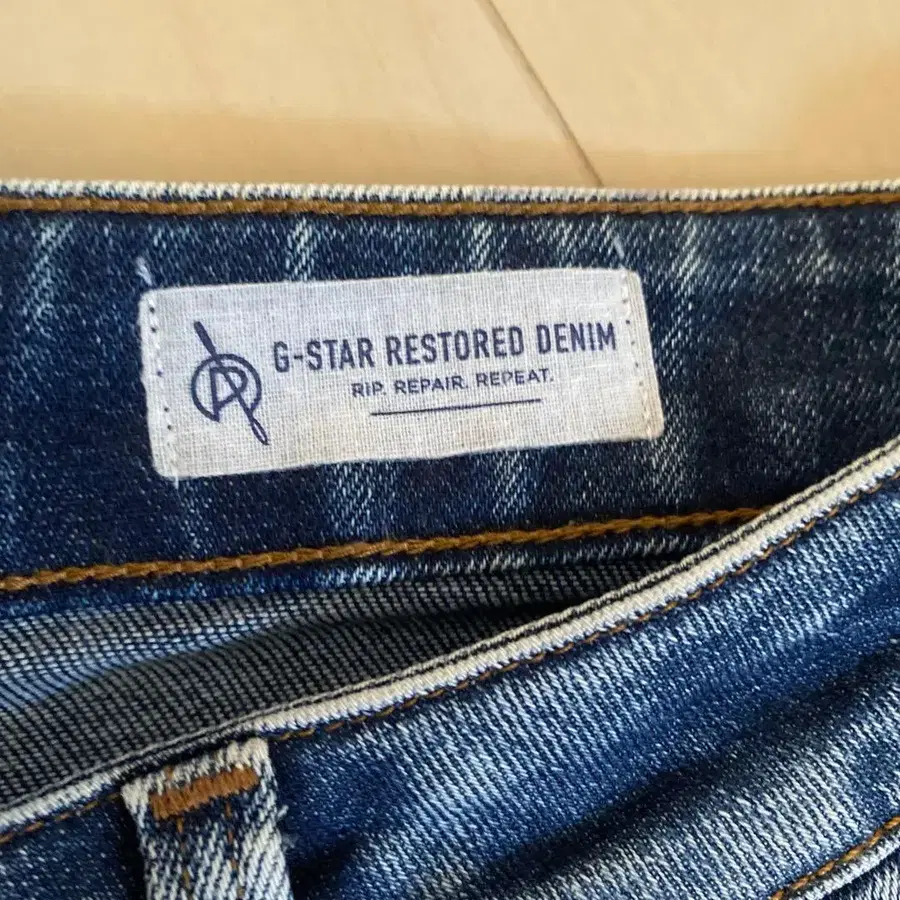 G-STAR RESTORED DENIM
RIP. REPAIR. REPEAT.